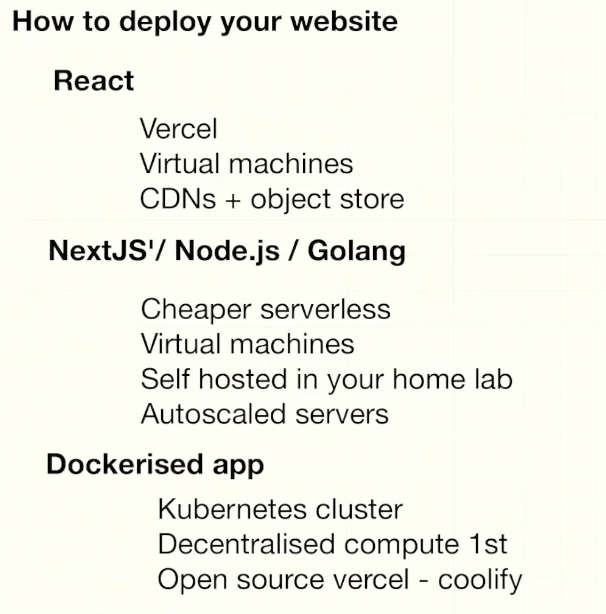 How to deploy your website
React
Vercel
Virtual machines
CDNs + object store
NextJS'/ Node.js / Golang
Cheaper serverless
Virtual machines
Self hosted in your home lab
Autoscaled servers
Dockerised app
Kubernetes cluster
Decentralised compute 1st
Open source vercel - coolify